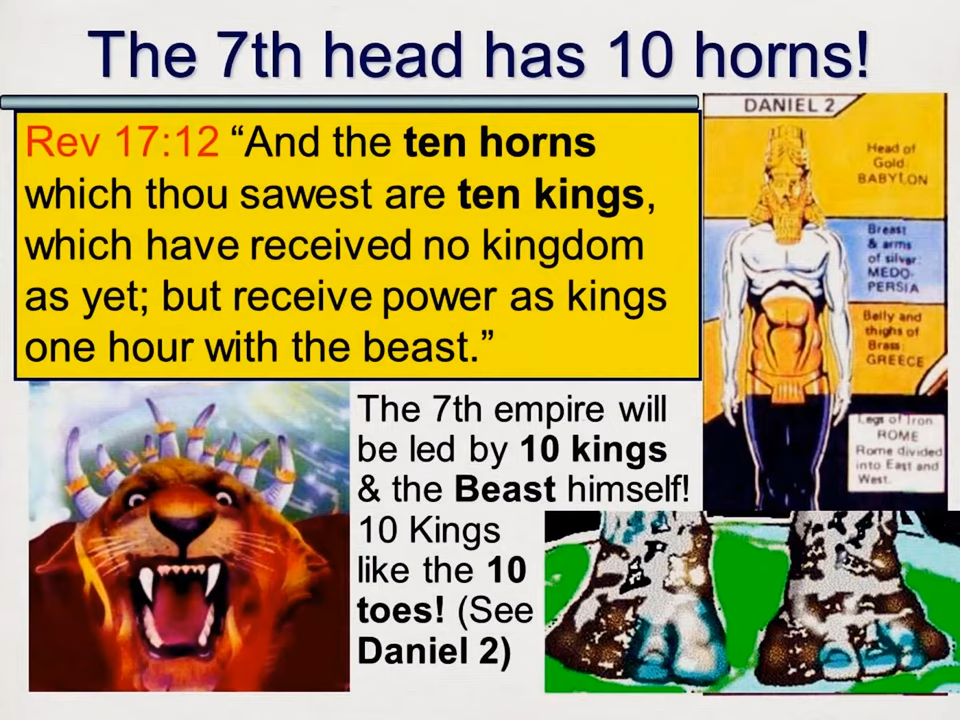 The 7th head has 10 horns!
Rev 17:12 “And the ten horns
which thou sawest are ten kings,
which have received no kingdom
as yet; but receive power as kings
one hour with the beast.”
DANIEL 2
Head of
Gold
BABYLON
Breast
& arms
of silver:
MEDO-
PERSIA
Belly and
thighs of
Brass:
GREECE
Legs of Iron
ROME
Rome divided
into East and
West.
The 7th empire will
be led by 10 kings
& the Beast himself!
10 Kings
like the 10
toes! (See
Daniel 2)